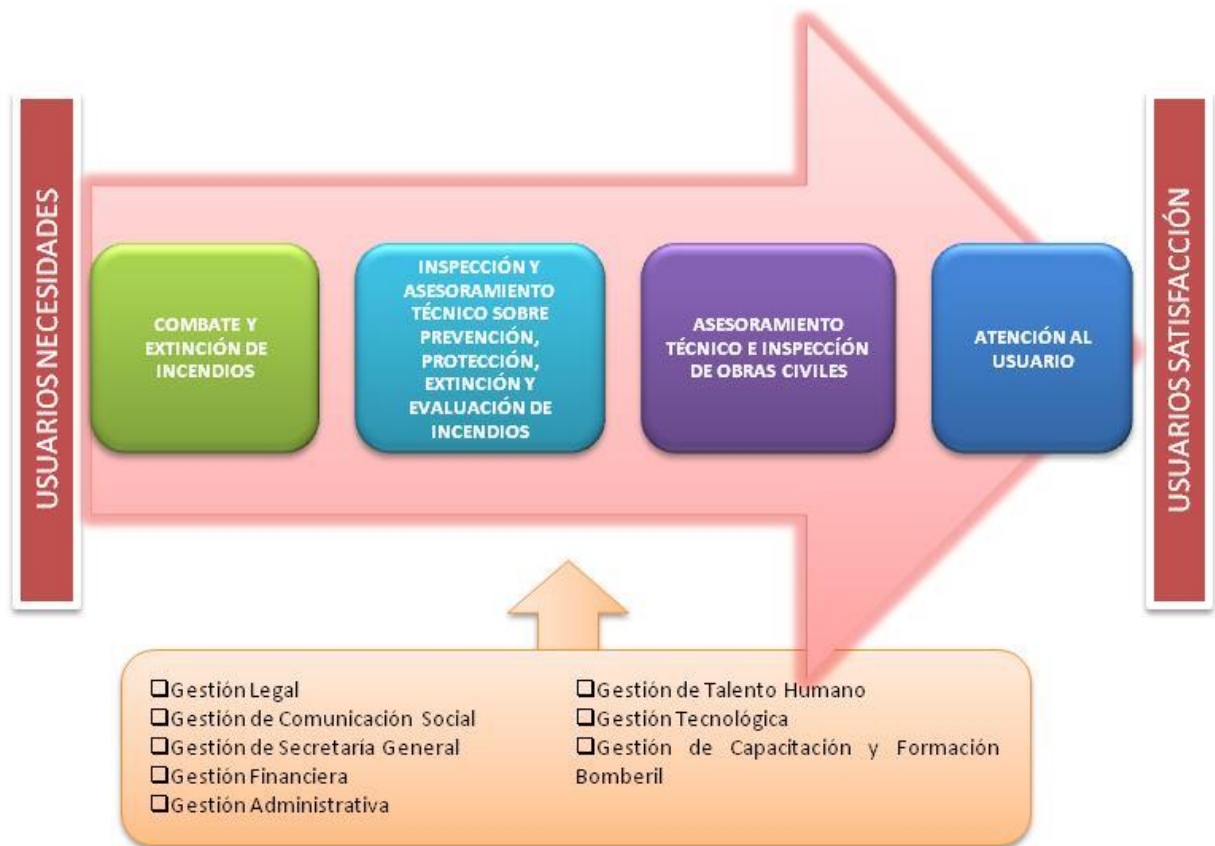 USUARIOS NECESIDADES
COMBATE Y
EXTINCIÓN DE
INCENDIOS
INSPECCIÓN Y
ASESORAMIENTO
TÉCNICO SOBRE
PREVENCIÓN,
PROTECCIÓN,
EXTINCIÓN Y
EVALUACIÓN DE
INCENDIOS
ASESORAMIENTO
TÉCNICO E INSPECCÍÓN
DE OBRAS CIVILES
ATENCIÓN AL
USUARIO
USUARIOS SATISFACCIÓN
❑Gestión Legal
❑Gestión de Comunicación Social
❑Gestión de Secretaría General
❑Gestión Financiera
❑Gestión Administrativa
❑Gestión de Talento Humano
❑Gestión Tecnológica
❑Gestión de Capacitación y Formación
Bomberil